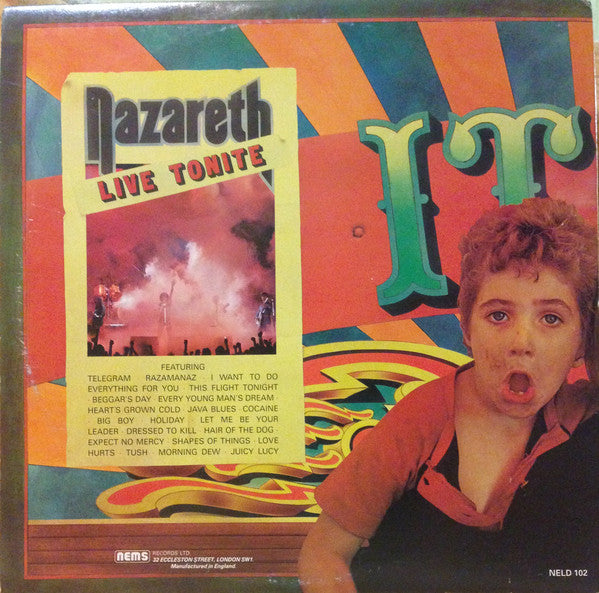 nazareth
LIVE TONITE
IT
FEATURING
TELEGRAM · RAZAMANAZ · I WANT TO DO
EVERYTHING FOR YOU · THIS FLIGHT TONIGHT
· BEGGAR'S DAY · EVERY YOUNG MAN'S DREAM ·
HEART'S GROWN COLD · JAVA BLUES · COCAINE
· BIG BOY · HOLIDAY · LET ME BE YOUR
LEADER · DRESSED TO KILL · HAIR OF THE DOG ·
EXPECT NO MERCY · SHAPES OF THINGS · LOVE
HURTS · TUSH · MORNING DEW · JUICY LUCY
nems RECORDS LTD.
32 ECCLESTON STREET, LONDON SW1.
Manufactured in England.
NELD 102